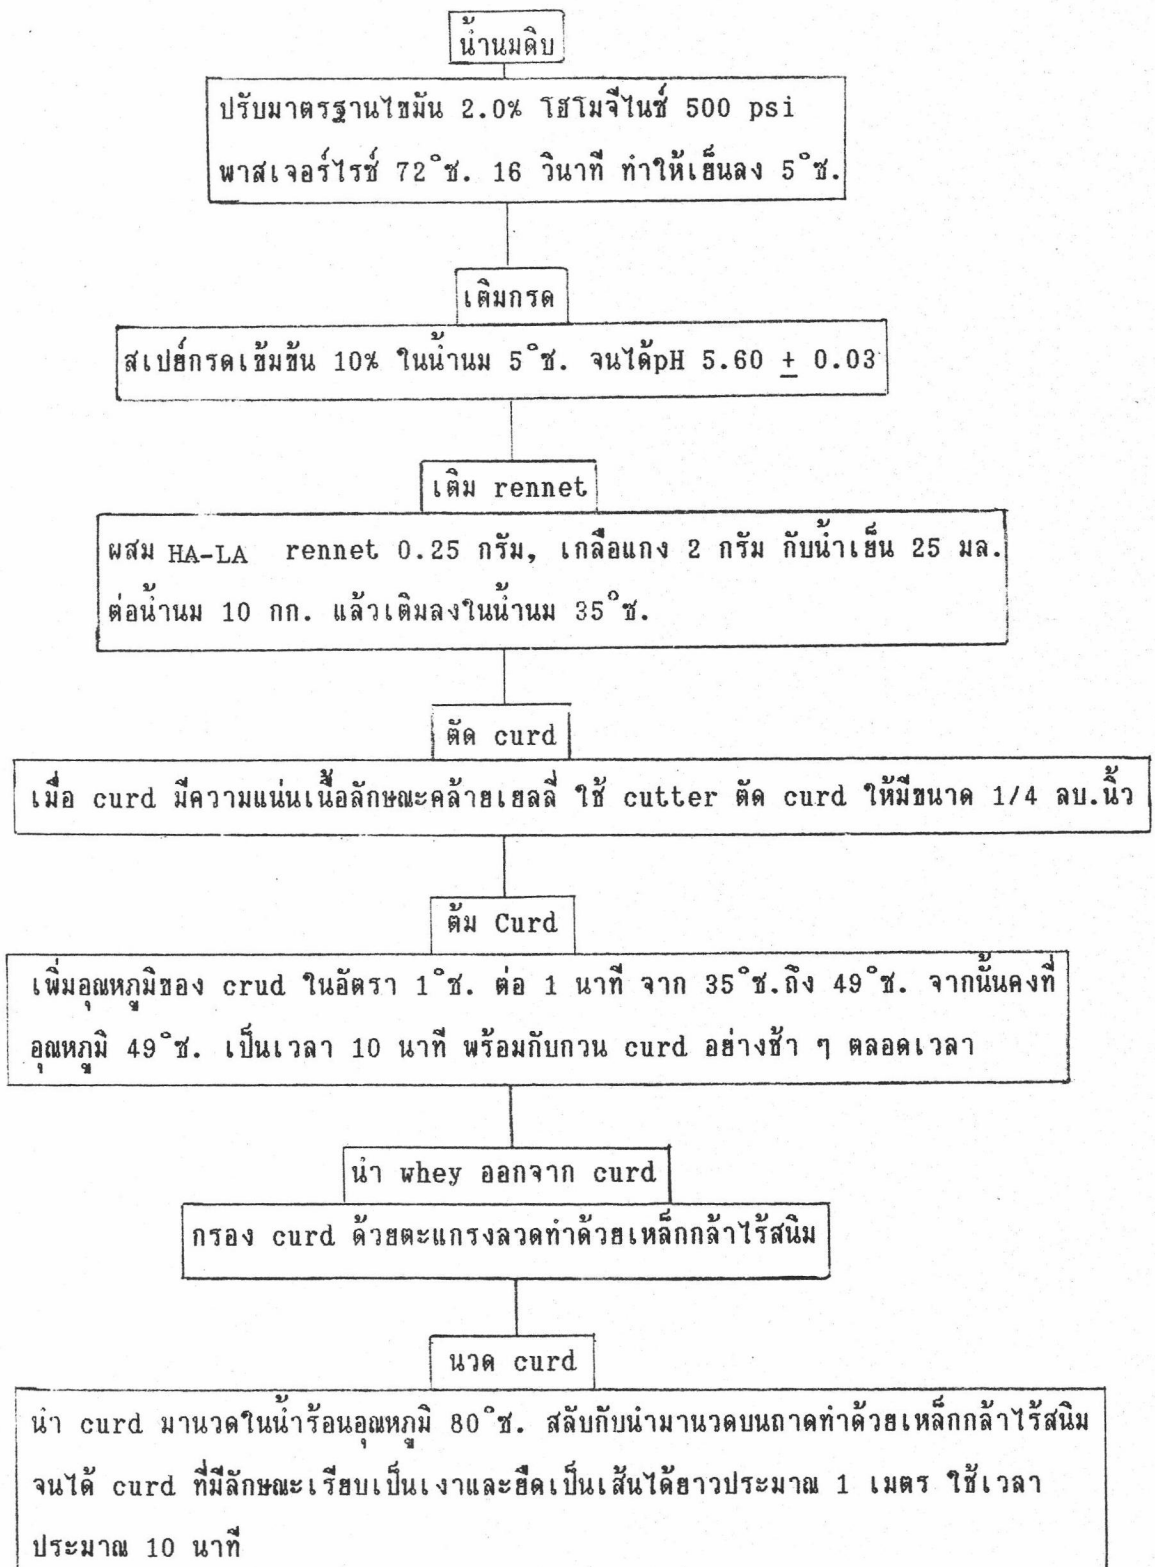 น้ำนมดิบ
ปรับมาตรฐานไขมัน 2.0% โฮโมจีไนซ์ 500 psi
พาสเจอร์ไรซ์ 72°ซ. 16 วินาที ทำให้เย็นลง 5°ซ.
เติมกรด
สเปย์กรดเข้มข้น 10% ในน้ำนม 5°ซ. จนได้pH 5.60 ± 0.03
เติม rennet
ผสม HA-LA rennet 0.25 กรัม, เกลือแกง 2 กรัม กับน้ำเย็น 25 มล.
ต่อน้ำนม 10 กก. แล้วเติมลงในน้ำนม 35°ซ.
ตัด curd
เมื่อ curd มีความแน่นเนื้อลักษณะคล้ายเยลลี่ ใช้ cutter ตัด curd ให้มีขนาด 1/4 ลบ.นิ้ว
ต้ม Curd
เพิ่มอุณหภูมิของ crud ในอัตรา 1°ซ. ต่อ 1 นาที จาก 35°ซ.ถึง 49°ซ. จากนั้นคงที่
อุณหภูมิ 49°ซ. เป็นเวลา 10 นาที พร้อมกับกวน curd อย่างช้า ๆ ตลอดเวลา
นำ whey ออกจาก curd
กรอง curd ด้วยตะแกรงลวดทำด้วยเหล็กกล้าไร้สนิม
นวด curd
นำ curd มานวดในน้ำร้อนอุณหภูมิ 80°ซ. สลับกับนำมานวดบนถาดทำด้วยเหล็กกล้าไร้สนิม
จนได้ curd ที่มีลักษณะเรียบเป็นเงาและยืดเป็นเส้นได้ยาวประมาณ 1 เมตร ใช้เวลา
ประมาณ 10 นาที